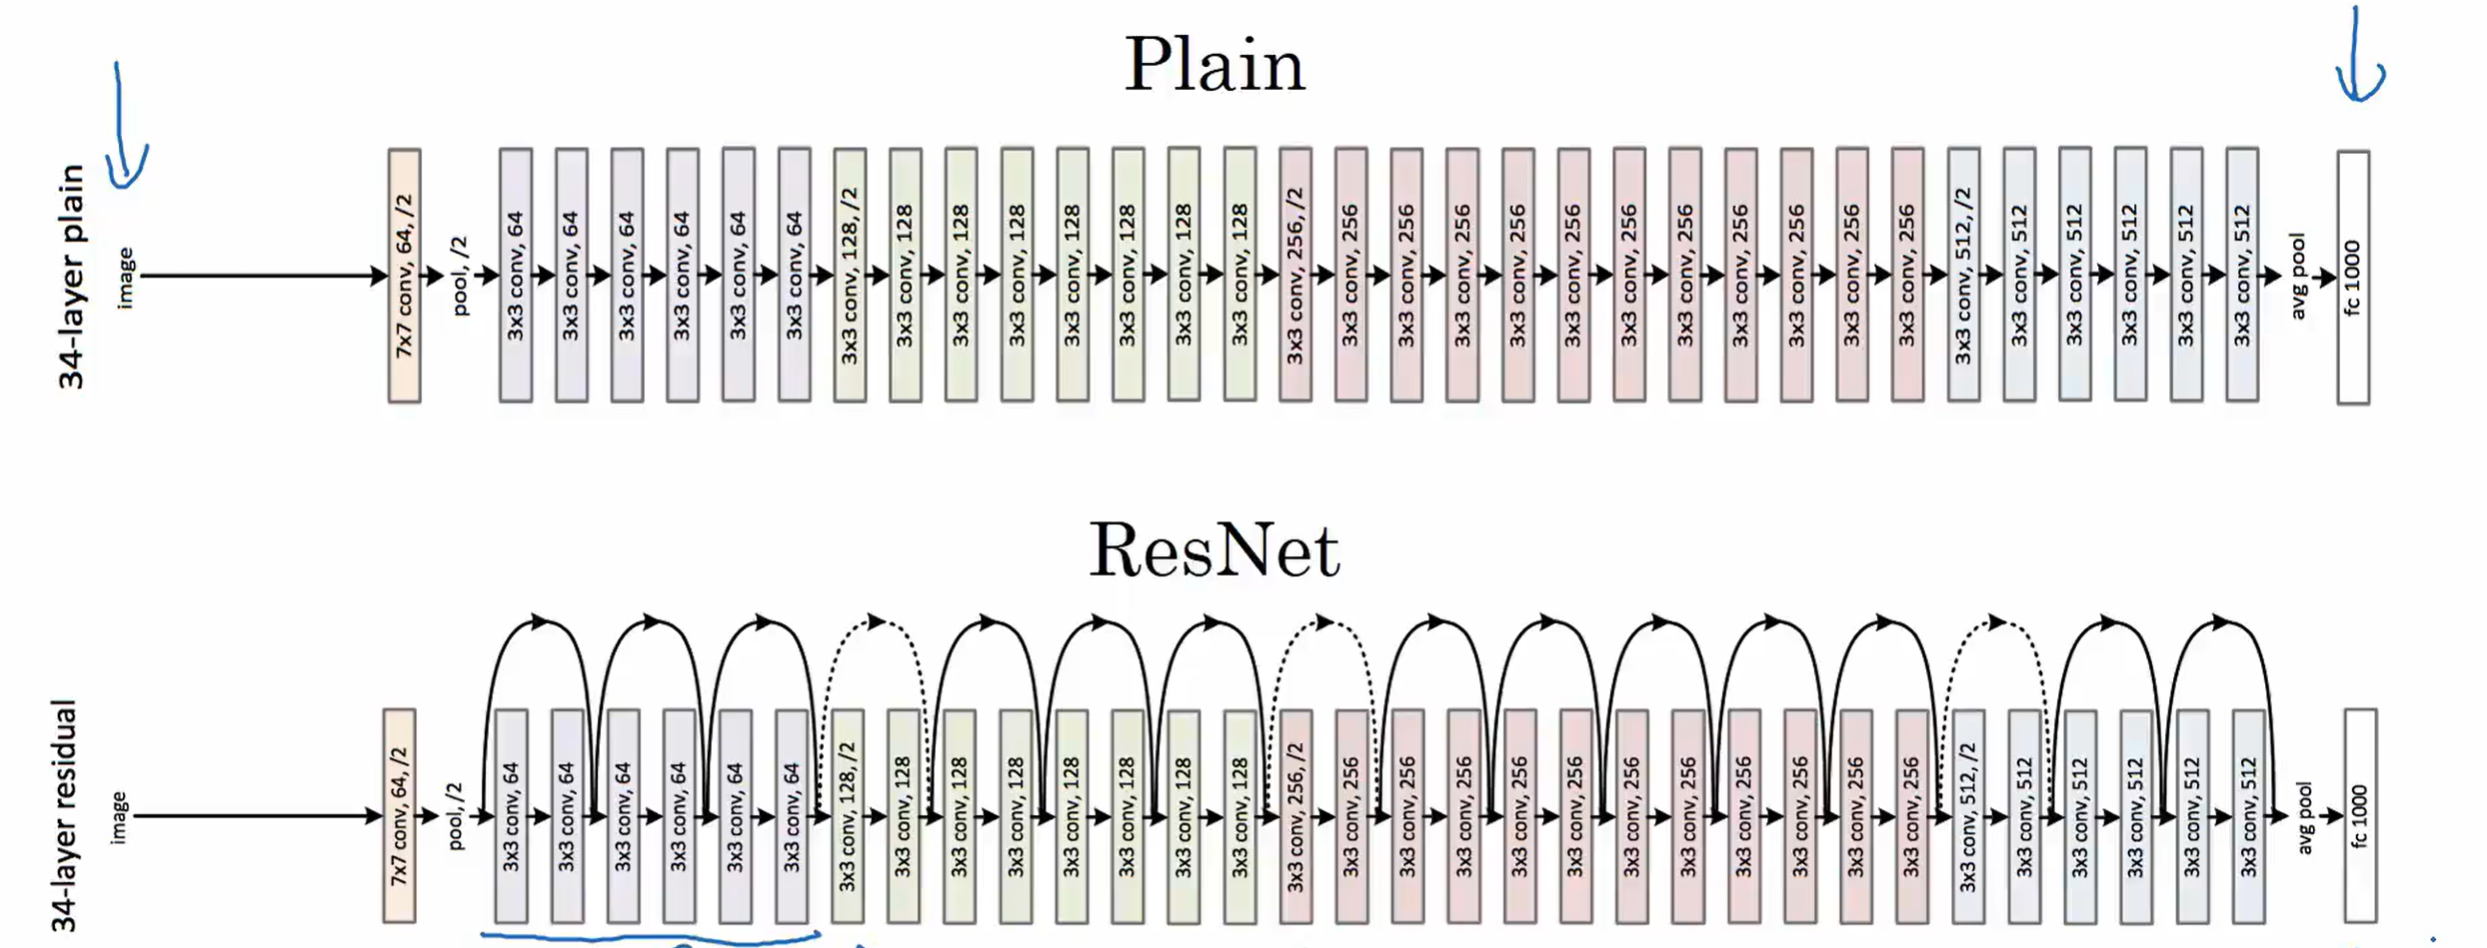 Plain
34-layer plain
image
7x7 conv, 64, /2
pool, /2
3x3 conv, 64
3x3 conv, 64
3x3 conv, 64
3x3 conv, 64
3x3 conv, 64
3x3 conv, 64
3x3 conv, 128, /2
3x3 conv, 128
3x3 conv, 128
3x3 conv, 128
3x3 conv, 128
3x3 conv, 128
3x3 conv, 128
3x3 conv, 128
3x3 conv, 256, /2
3x3 conv, 256
3x3 conv, 256
3x3 conv, 256
3x3 conv, 256
3x3 conv, 256
3x3 conv, 256
3x3 conv, 256
3x3 conv, 256
3x3 conv, 256
3x3 conv, 256
3x3 conv, 256
3x3 conv, 512, /2
3x3 conv, 512
3x3 conv, 512
3x3 conv, 512
3x3 conv, 512
3x3 conv, 512
avg pool
fc 1000
ResNet
34-layer residual
image
7x7 conv, 64, /2
pool, /2
3x3 conv, 64
3x3 conv, 64
3x3 conv, 64
3x3 conv, 64
3x3 conv, 64
3x3 conv, 64
3x3 conv, 128, /2
3x3 conv, 128
3x3 conv, 128
3x3 conv, 128
3x3 conv, 128
3x3 conv, 128
3x3 conv, 128
3x3 conv, 128
3x3 conv, 256, /2
3x3 conv, 256
3x3 conv, 256
3x3 conv, 256
3x3 conv, 256
3x3 conv, 256
3x3 conv, 256
3x3 conv, 256
3x3 conv, 256
3x3 conv, 256
3x3 conv, 256
3x3 conv, 256
3x3 conv, 512, /2
3x3 conv, 512
3x3 conv, 512
3x3 conv, 512
3x3 conv, 512
3x3 conv, 512
avg pool
fc 1000